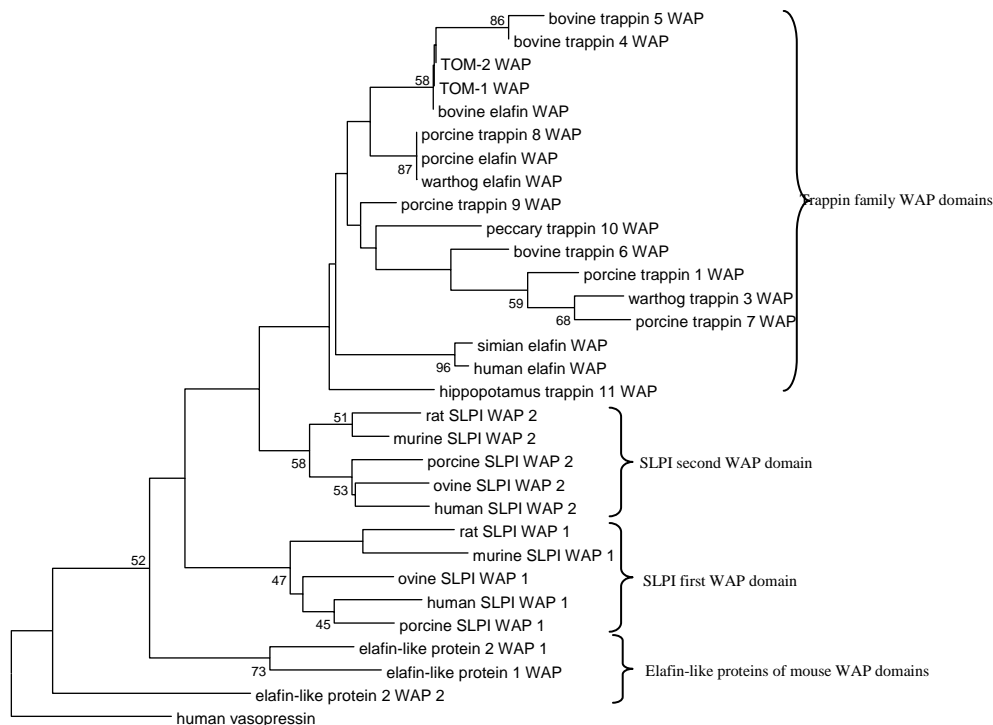 86
bovine trappin 5 WAP
bovine trappin 4 WAP
TOM-2 WAP
58
TOM-1 WAP
bovine elafin WAP
porcine trappin 8 WAP
porcine elafin WAP
87
warthog elafin WAP
porcine trappin 9 WAP
Trappin family WAP domains
peccary trappin 10 WAP
bovine trappin 6 WAP
porcine trappin 1 WAP
59
warthog trappin 3 WAP
68
porcine trappin 7 WAP
simian elafin WAP
96
human elafin WAP
hippopotamus trappin 11 WAP
51
rat SLPI WAP 2
murine SLPI WAP 2
58
porcine SLPI WAP 2
SLPI second WAP domain
53
ovine SLPI WAP 2
human SLPI WAP 2
rat SLPI WAP 1
murine SLPI WAP 1
52
47
ovine SLPI WAP 1
SLPI first WAP domain
human SLPI WAP 1
45
porcine SLPI WAP 1
elafin-like protein 2 WAP 1
73
elafin-like protein 1 WAP
Elafin-like proteins of mouse WAP domains
elafin-like protein 2 WAP 2
human vasopressin